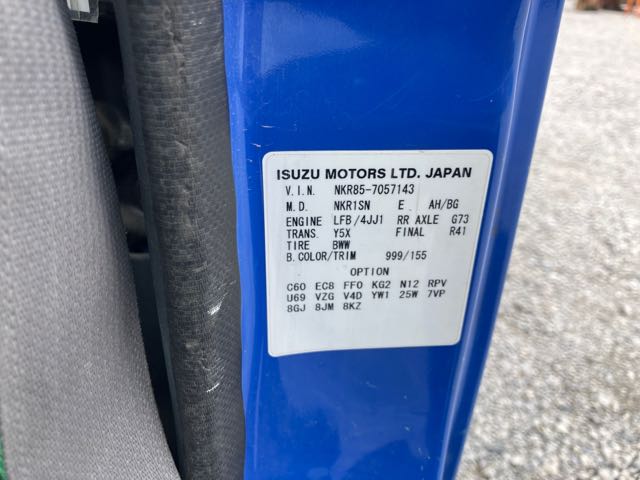 ISUZU MOTORS LTD. JAPAN
V.I.N. NKR85-7057143
M.D. NKR1SN E AH/BG
ENGINE LFB/4JJ1 RR AXLE G73
TRANS. Y5X FINAL R41
TIRE BWW
B.COLOR/TRIM 999/155
OPTION
C60 EC8 FF0 KG2 N12 RPV
U69 VZG V4D YW1 25W 7VP
8GJ 8JM 8KZ